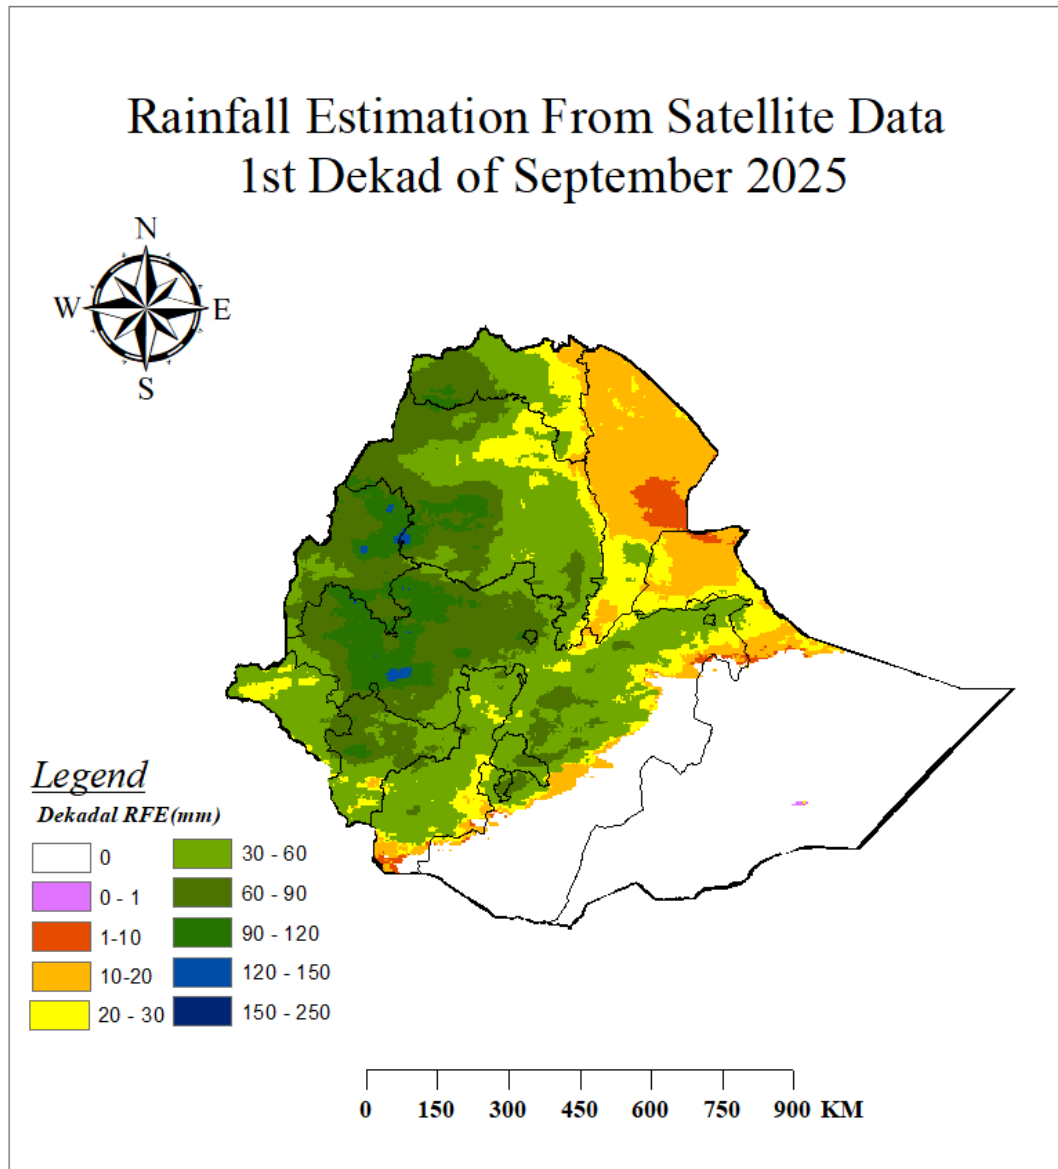 Rainfall Estimation From Satellite Data
1st Dekad of September 2025
N
W
E
S
Legend
Dekadal RFE(mm)
0
0 - 1
1-10
10-20
20 - 30
30 - 60
60 - 90
90 - 120
120 - 150
150 - 250
0 150 300 450 600 750 900 KM